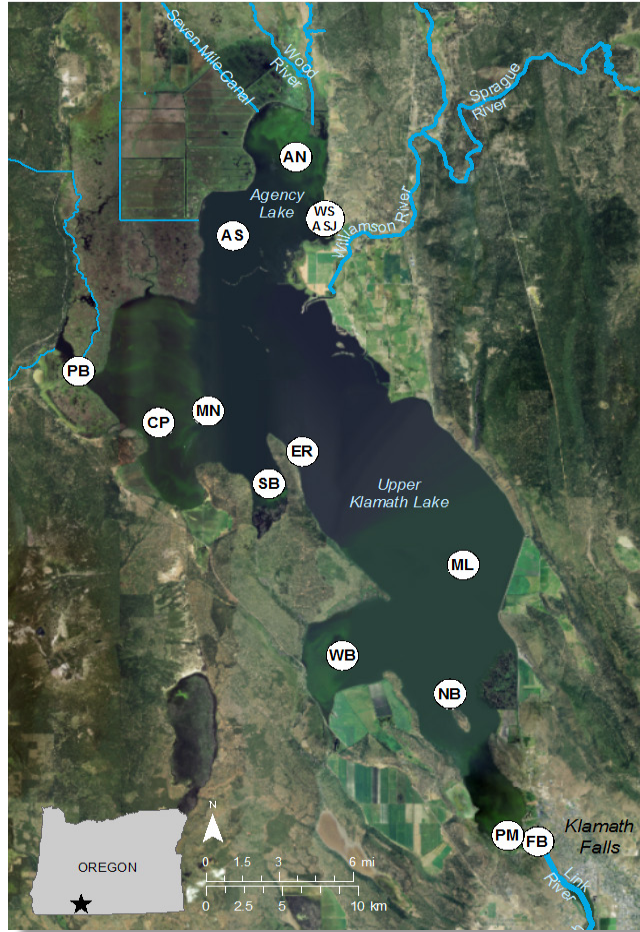 Seven Mile Canal
Wood
River
Sprague
River
AN
Agency
Lake
WS
ASJ
Williamson River
AS
PB
MN
CP
ER
SB
Upper
Klamath Lake
ML
WB
NB
PM
FB
Klamath
Falls
Link
River
OREGON
N
0 1.5 3 6 mi
0 2.5 5 10 km